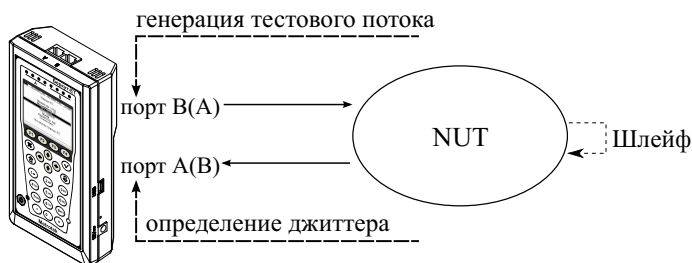 генерация тестового потока
порт B(A)
NUT
Шлейф
порт A(B)
определение джиттера